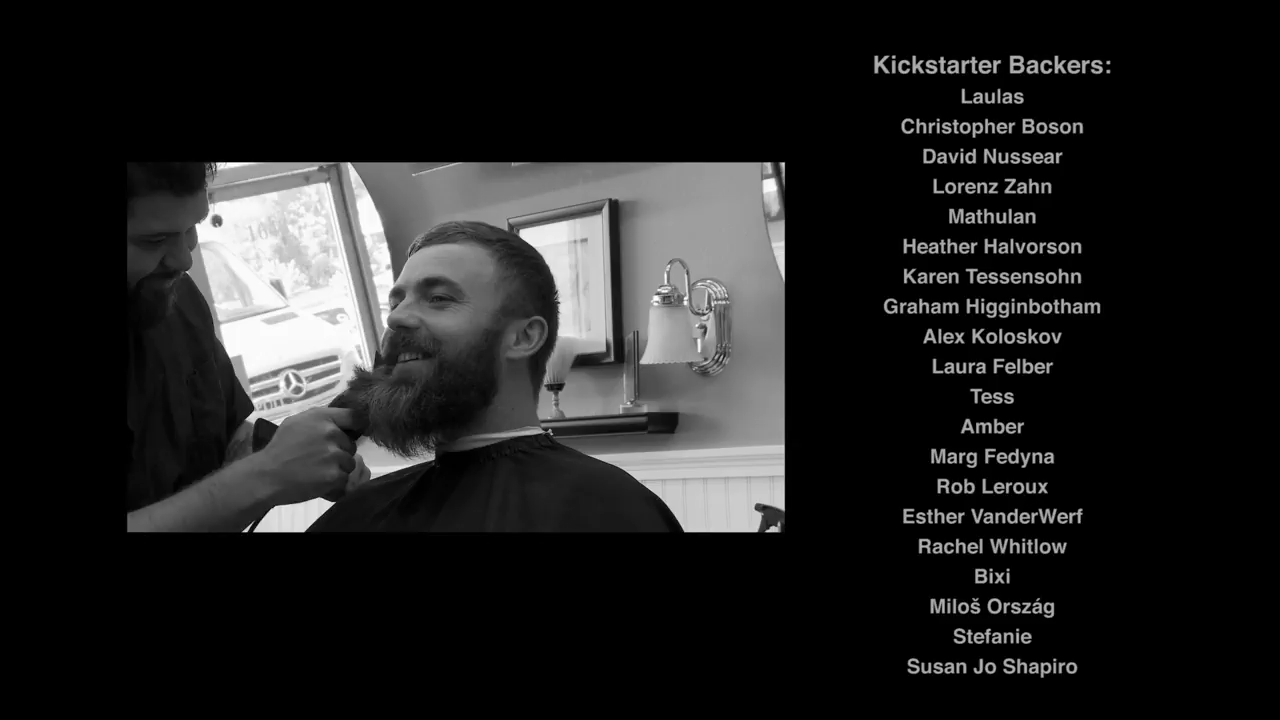 Kickstarter Backers:
Laulas
Christopher Boson
David Nussear
Lorenz Zahn
Mathulan
Heather Halvorson
Karen Tessensohn
Graham Higginbotham
Alex Koloskov
Laura Felber
Tess
Amber
Marg Fedyna
Rob Leroux
Esther VanderWerf
Rachel Whitlow
Bixi
MilošOrszág
Stefanie
Susan Jo Shapiro